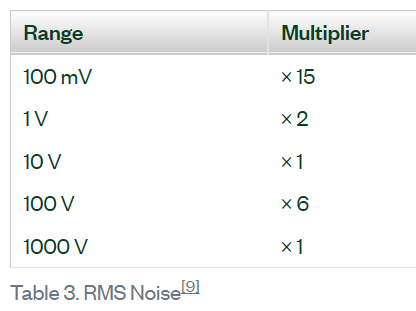 Range Multiplier
100 mV × 15
1 V × 2
10 V × 1
100 V × 6
1000 V × 1
Table 3. RMS Noise[9]